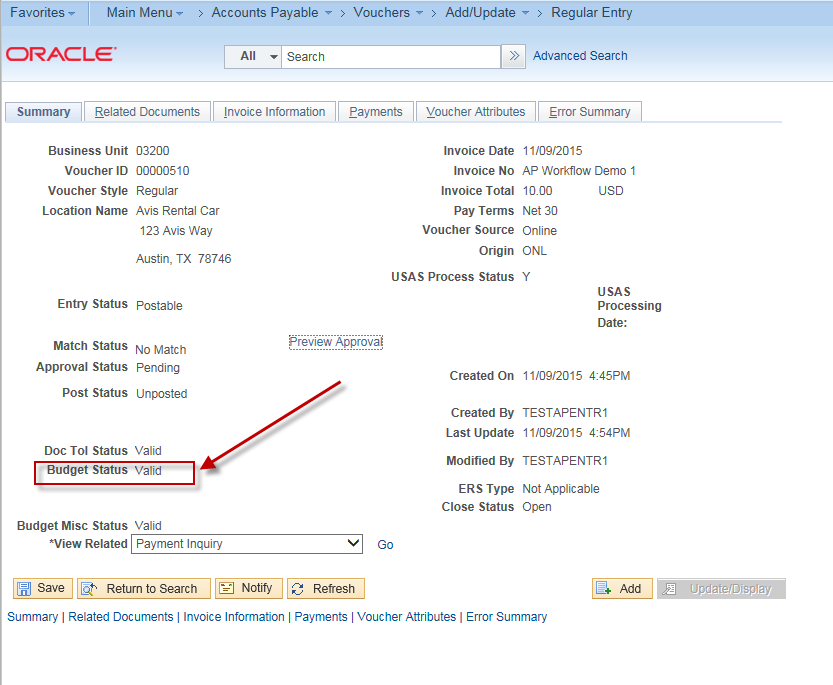 Favorites Main Menu > Accounts Payable > Vouchers > Add/Update > Regular Entry
ORACLE
All Search Advanced Search
Summary Related Documents Invoice Information Payments Voucher Attributes Error Summary
Business Unit 03200 Invoice Date 11/09/2015
Voucher ID 00000510 Invoice No AP Workflow Demo 1
Voucher Style Regular Invoice Total 10.00 USD
Location Name Avis Rental Car Pay Terms Net 30
123 Avis Way Voucher Source Online
Origin ONL
Austin, TX 78746
USAS Process Status Y
USAS
Entry Status Postable Processing
Date:
Match Status No Match Preview Approval
Approval Status Pending
Created On 11/09/2015 4:45PM
Post Status Unposted
Created By TESTAPENTR1
Last Update 11/09/2015 4:54PM
Doc Tol Status Valid
Modified By TESTAPENTR1
Budget Status Valid
ERS Type Not Applicable
Close Status Open
Budget Misc Status Valid
*View Related Payment Inquiry Go
Save Return to Search Notify Refresh Add Update/Display
Summary | Related Documents | Invoice Information | Payments | Voucher Attributes | Error Summary